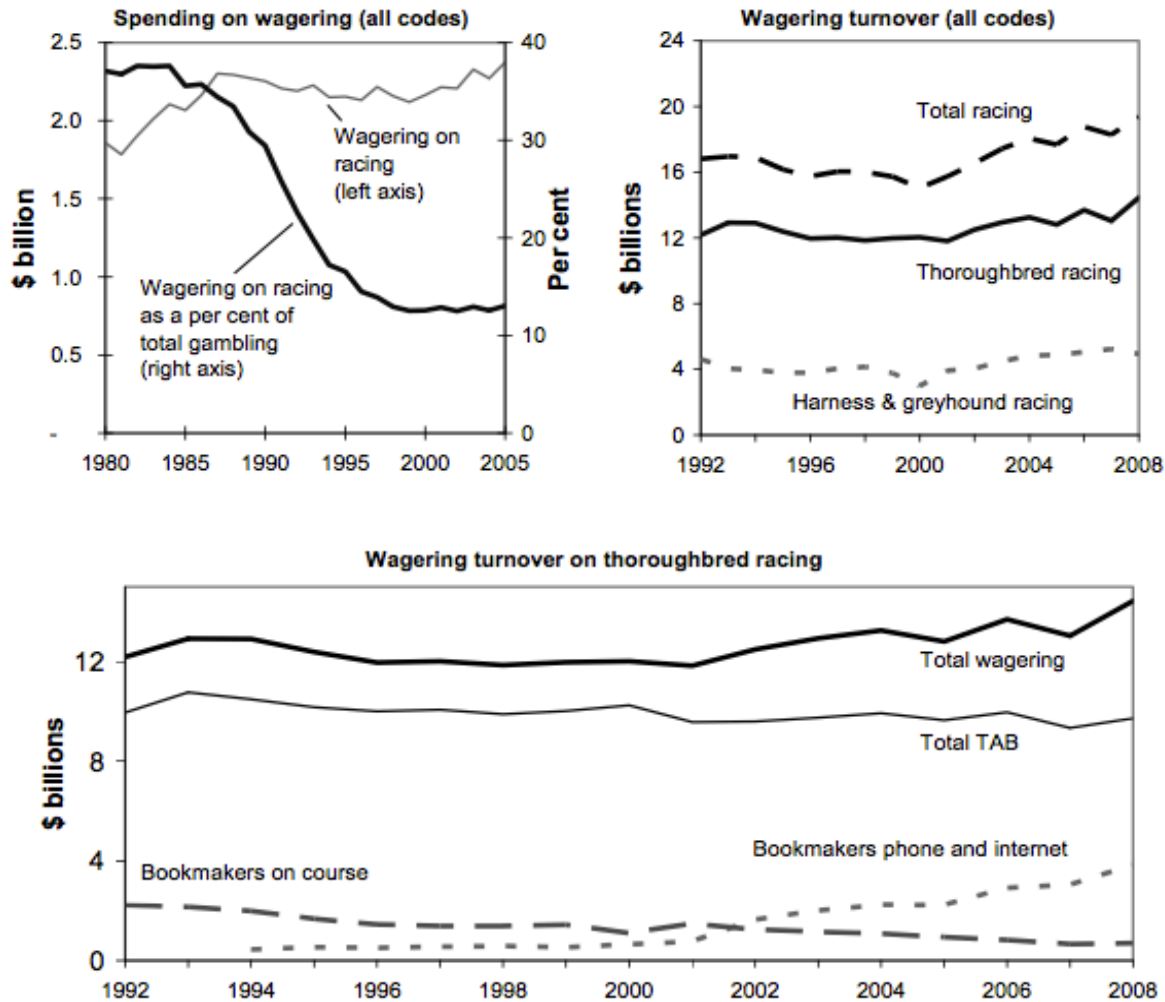 Spending on wagering (all codes)
2.5
2.0
1.5
1.0
0.5
-
$ billion
40
30
20
10
0
Per cent
Wagering on
racing
(left axis)
Wagering on racing
as a per cent of
total gambling
(right axis)
1980 1985 1990 1995 2000 2005
Wagering turnover (all codes)
24
20
16
12
8
4
0
$ billions
Total racing
Thoroughbred racing
Harness & greyhound racing
1992 1996 2000 2004 2008
Wagering turnover on thoroughbred racing
12
8
4
0
$ billions
Total wagering
Total TAB
Bookmakers phone and internet
Bookmakers on course
1992 1994 1996 1998 2000 2002 2004 2006 2008